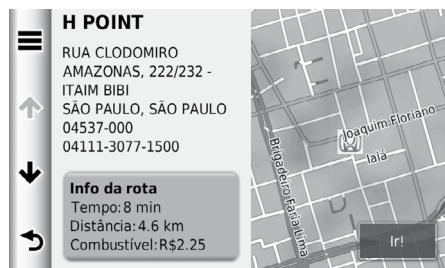 H POINT
RUA CLODOMIRO
AMAZONAS, 222/232 -
ITAIM BIBI
SÃO PAULO, SÃO PAULO
04537-000
04111-3077-1500
Info da rota
Tempo: 8 min
Distância: 4.6 km
Combustível: R$2.25
Joaquim Floriano
Iaiá
Brigadeiro Faria Lima
Ir!